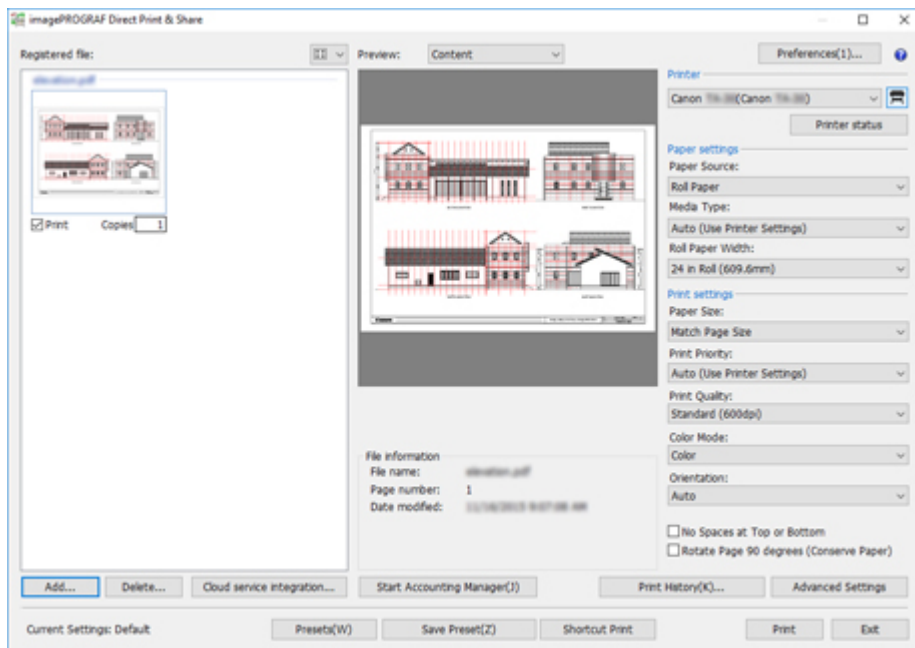 imagePROGRAF Direct Print & Share
Registered file:
Print Copies 1
Preview: Content
File information
File name:
Page number: 1
Date modified:
Preferences(1)...
Printer
Canon (Canon )
Printer status
Paper settings
Paper Source:
Roll Paper
Media Type:
Auto (Use Printer Settings)
Roll Paper Width:
24 in Roll (609.6mm)
Print settings
Paper Size:
Match Page Size
Print Priority:
Auto (Use Printer Settings)
Print Quality:
Standard (600dpi)
Color Mode:
Color
Orientation:
Auto
No Spaces at Top or Bottom
Rotate Page 90 degrees (Conserve Paper)
Add... Delete... Cloud service integration... Start Accounting Manager(J) Print History(K)... Advanced Settings
Current Settings: Default Presets(W) Save Preset(Z) Shortcut Print Print Exit